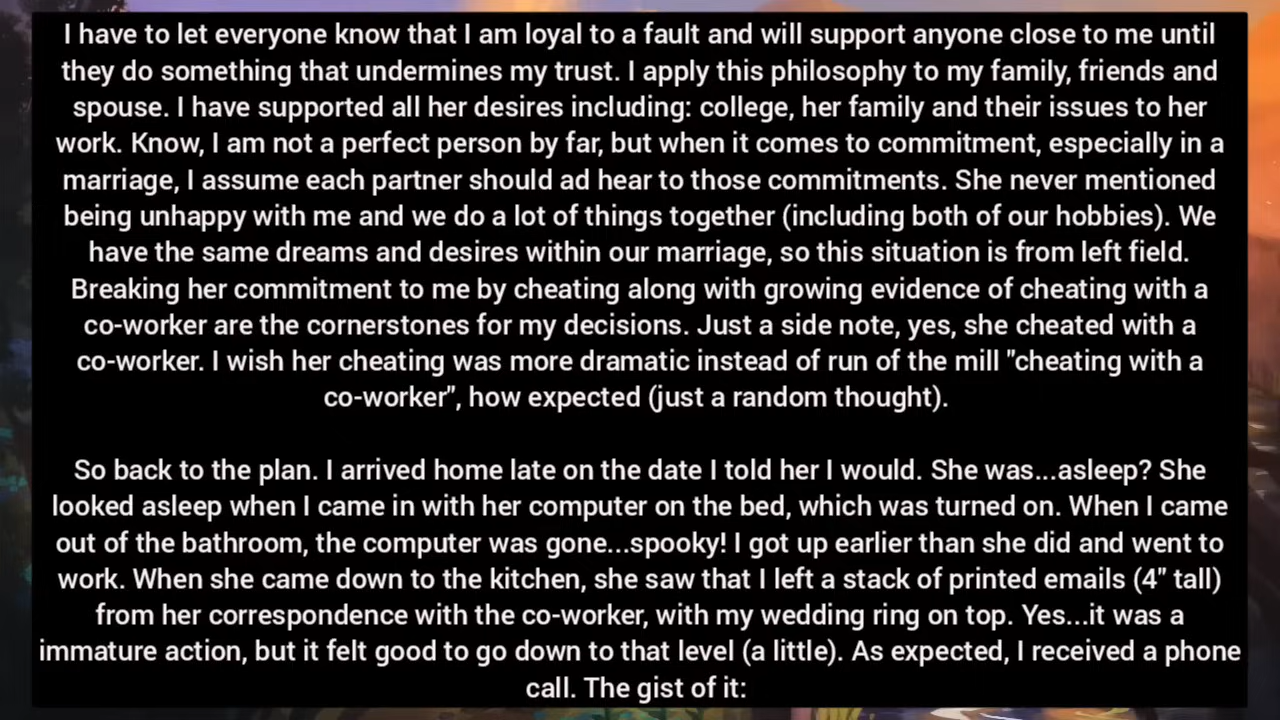 I have to let everyone know that I am loyal to a fault and will support anyone close to me until
they do something that undermines my trust. I apply this philosophy to my family, friends and
spouse. I have supported all her desires including: college, her family and their issues to her
work. Know, I am not a perfect person by far, but when it comes to commitment, especially in a
marriage, I assume each partner should ad hear to those commitments. She never mentioned
being unhappy with me and we do a lot of things together (including both of our hobbies). We
have the same dreams and desires within our marriage, so this situation is from left field.
Breaking her commitment to me by cheating along with growing evidence of cheating with a
co-worker are the cornerstones for my decisions. Just a side note, yes, she cheated with a
co-worker. I wish her cheating was more dramatic instead of run of the mill "cheating with a
co-worker", how expected (just a random thought).
So back to the plan. I arrived home late on the date I told her I would. She was...asleep? She
looked asleep when I came in with her computer on the bed, which was turned on. When I came
out of the bathroom, the computer was gone...spooky! I got up earlier than she did and went to
work. When she came down to the kitchen, she saw that I left a stack of printed emails (4" tall)
from her correspondence with the co-worker, with my wedding ring on top. Yes...it was a
immature action, but it felt good to go down to that level (a little). As expected, I received a phone
call. The gist of it: